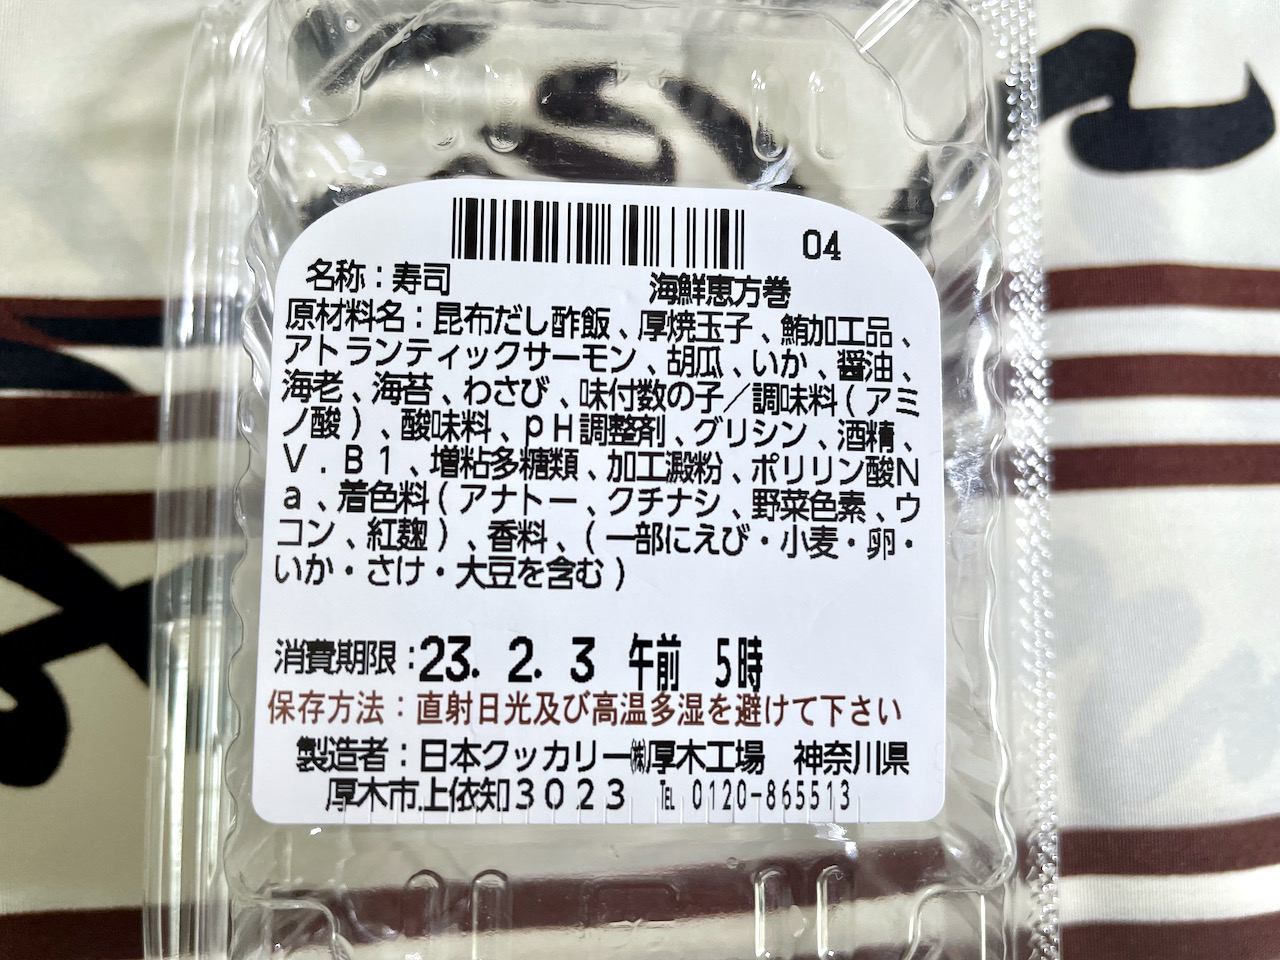 04
名称：寿司　海鮮恵方巻
原材料名：昆布だし酢飯、厚焼玉子、鮪加工品、
アトランティックサーモン、胡瓜、いか、醤油、
海老、海苔、わさび、味付数の子／調味料（アミ
ノ酸）、酸味料、ｐＨ調整剤、グリシン、酒精、
Ｖ．Ｂ１、増粘多糖類、加工澱粉、ポリリン酸Ｎ
ａ、着色料（アナトー、クチナシ、野菜色素、ウ
コン、紅麹）、香料、（一部にえび・小麦・卵・
いか・さけ・大豆を含む）
消費期限：23. 2. 3 午前 5時
保存方法：直射日光及び高温多湿を避けて下さい
製造者：日本クッカリー㈱厚木工場　神奈川県
厚木市上依知３０２３　℡ 0120-865513